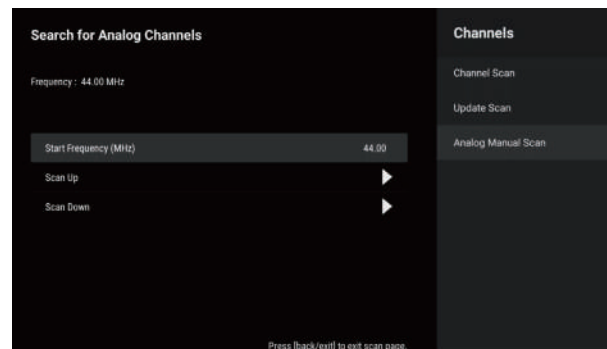 Search for Analog Channels
Frequency : 44.00 MHz
Start Frequency (MHz) 44.00
Scan Up
Scan Down
Press [back/exit] to exit scan page.
Channels
Channel Scan
Update Scan
Analog Manual Scan